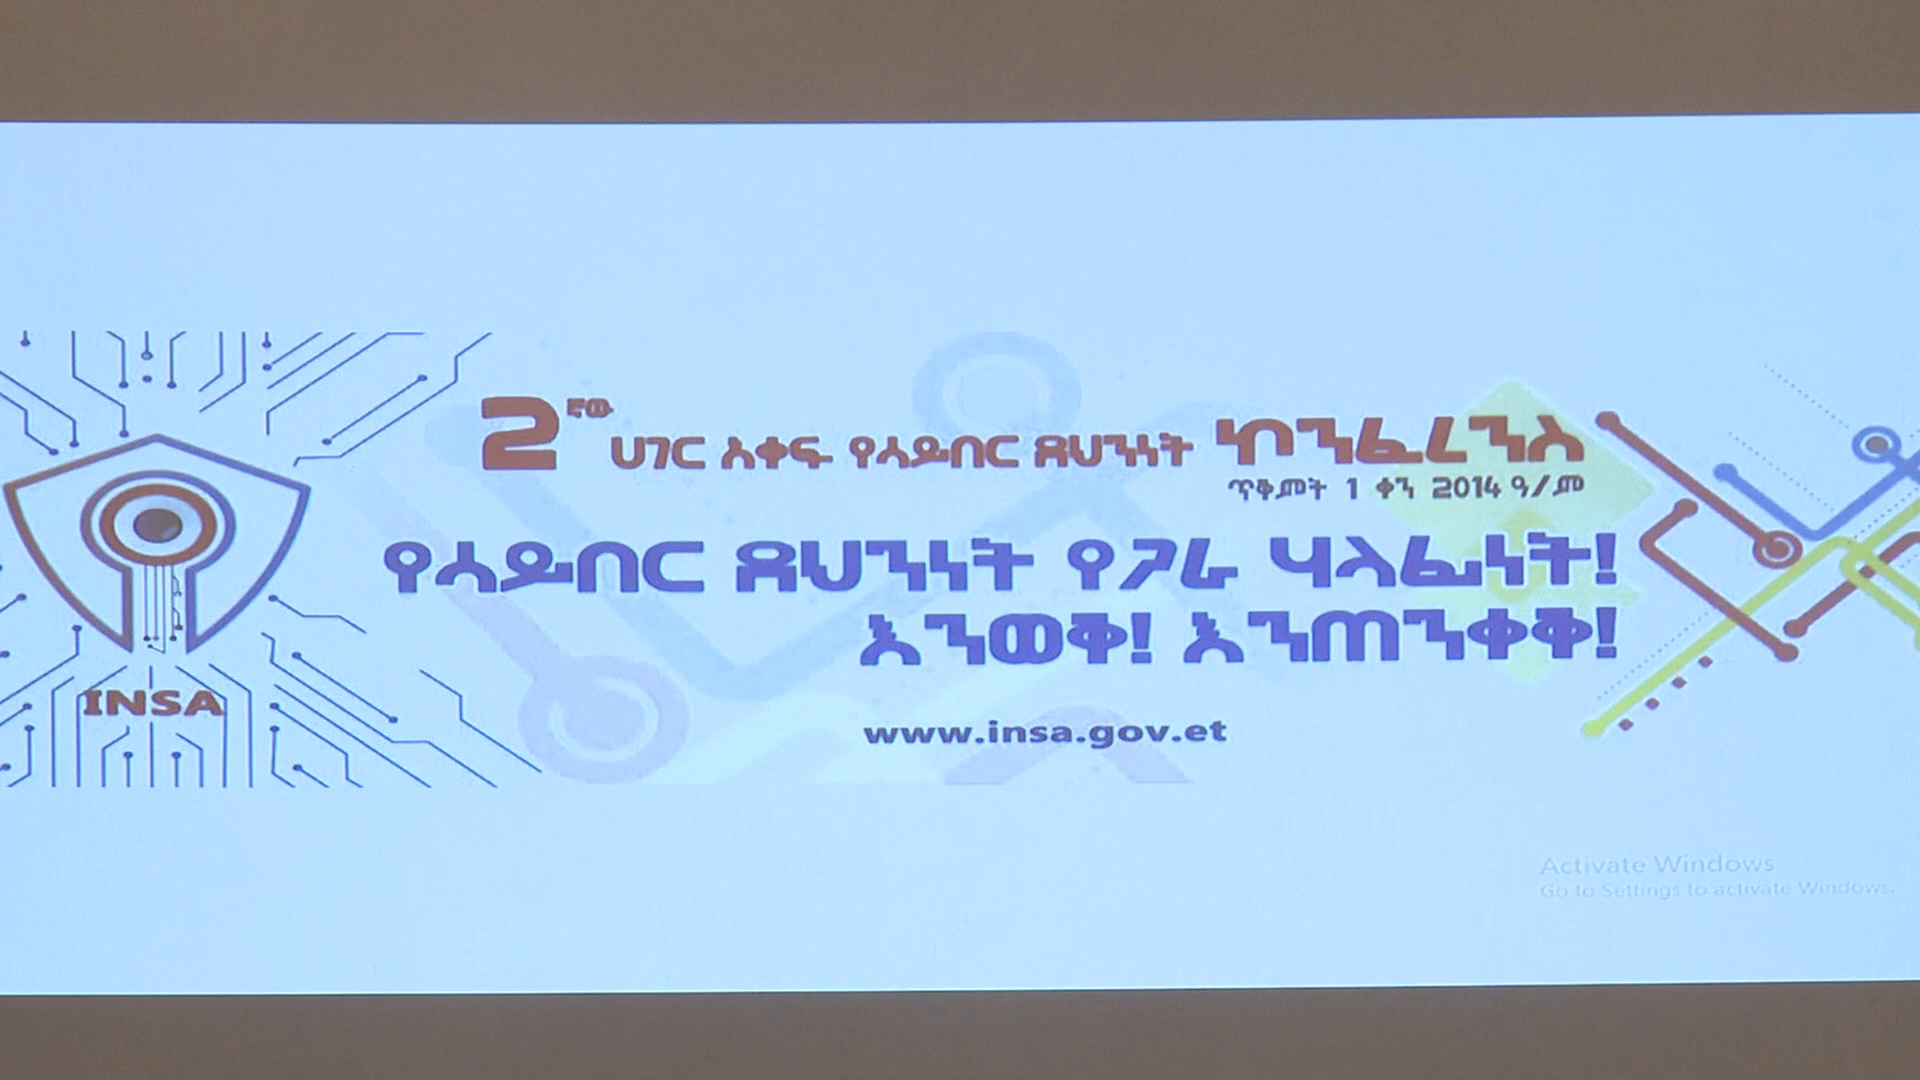 2ኛው ሀገር አቀፍ የሳይበር ደህንነት ኮንፈረንስ
ጥቅምት 1 ቀን 2014 ዓ/ም
የሳይበር ደህንነት የጋራ ሃላፊነት!
እንወቅ! እንጠንቀቅ!
INSA
www.insa.gov.et
Activate Windows
Go to Settings to activate Windows.